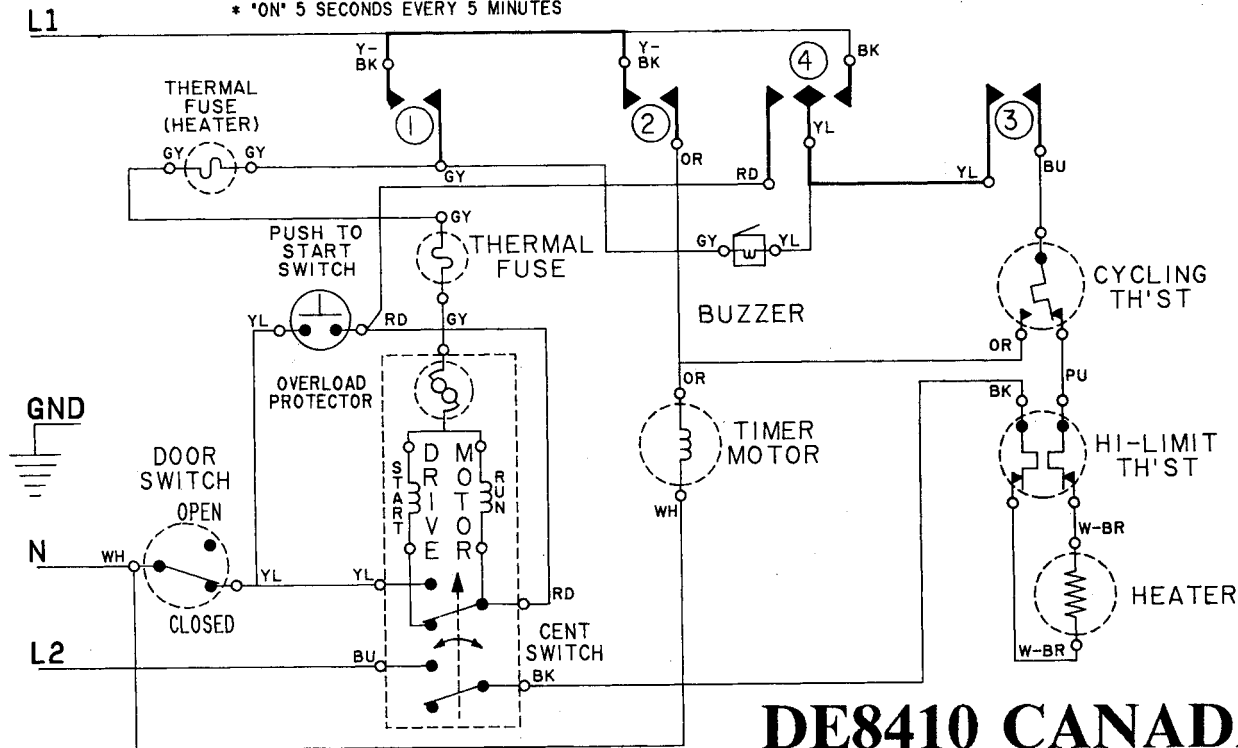 * "ON" 5 SECONDS EVERY 5 MINUTES
L1
Y-
BK
Y-
BK
BK
4
THERMAL
FUSE
(HEATER)
1
2
YL
3
OR
GY
GY
GY
RD
YL
BU
GY
PUSH TO
START
SWITCH
THERMAL
FUSE
GY
YL
CYCLING
TH'ST
BUZZER
YL
RD
GY
OR
OVERLOAD
PROTECTOR
OR
BK
PU
GND
TIMER
MOTOR
HI-LIMIT
TH'ST
DOOR
SWITCH
START
DRIVE
MOTOR
RUN
OPEN
WH
W-BR
N
WH
YL
YL
RD
HEATER
CLOSED
CENT
SWITCH
L2
BU
BK
W-BR
DE8410 CANAD